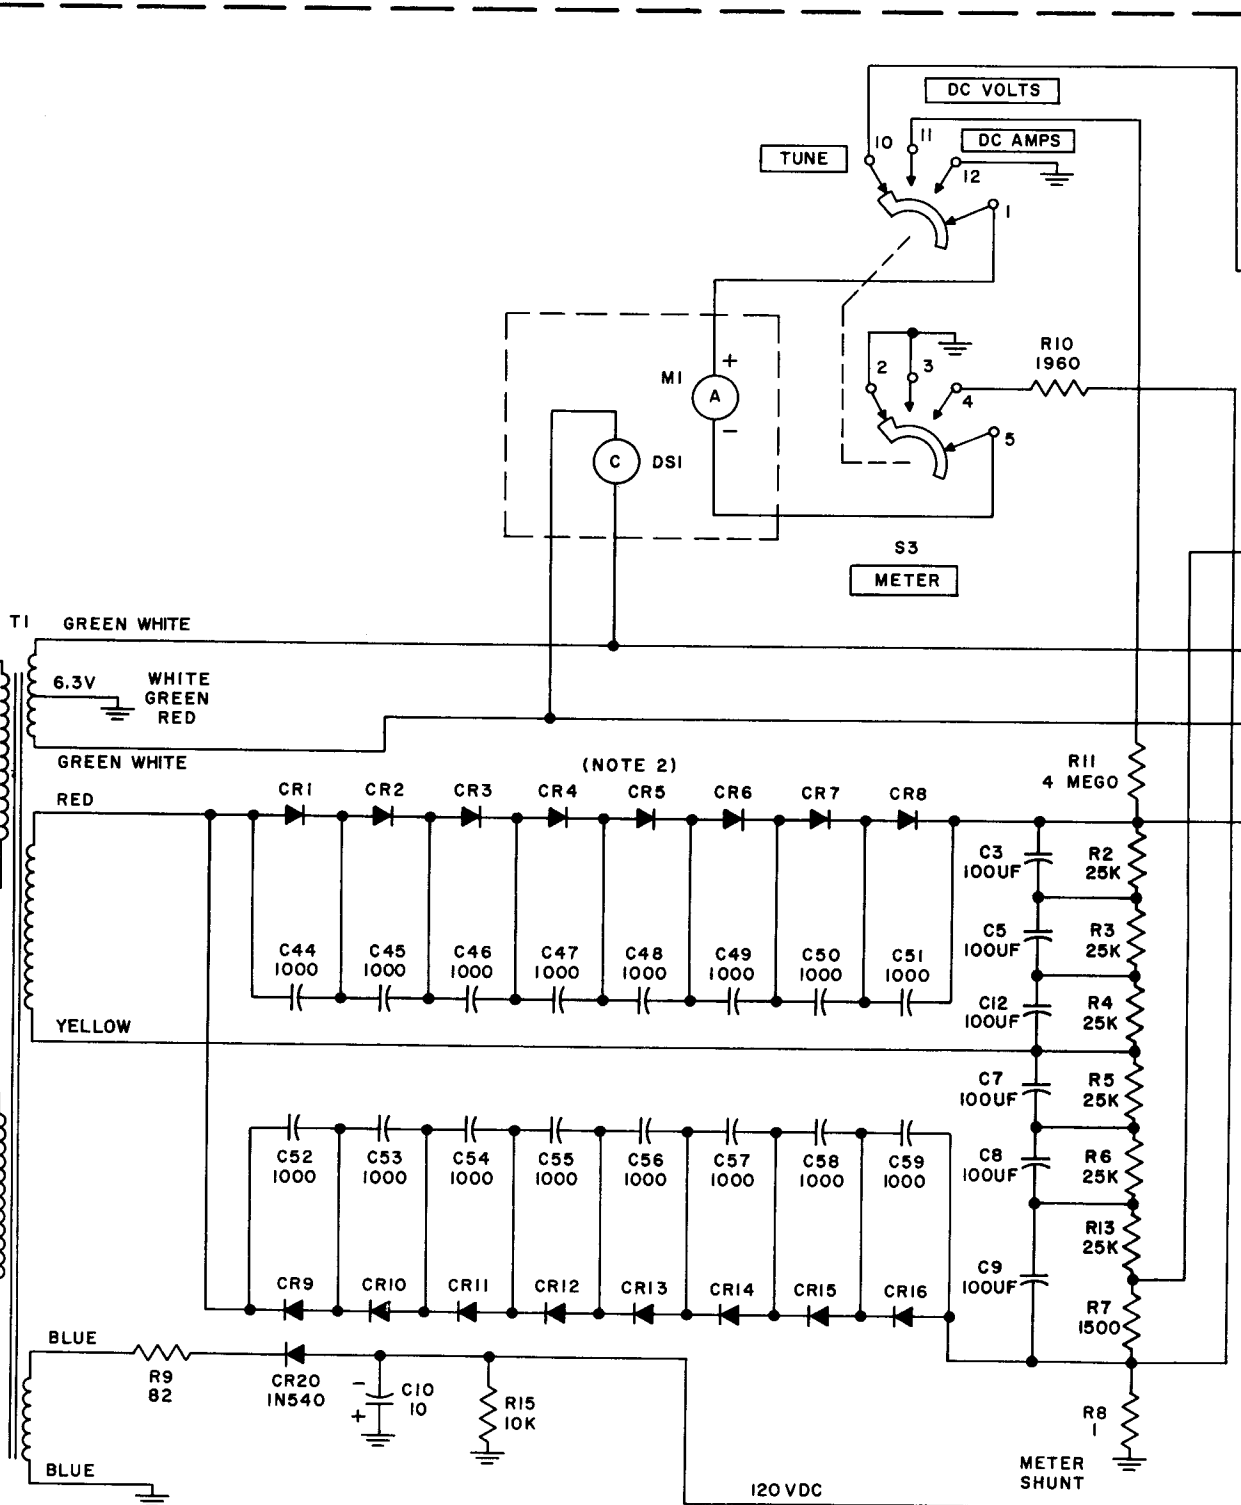 DC VOLTS
10
11
DC AMPS
TUNE
12
1
R10
1960
2
3
4
M1
+
A
-
5
C
DS1
S3
METER
T1
GREEN WHITE
6.3V
WHITE
GREEN
RED
GREEN WHITE
(NOTE 2)
R11
4 MEGO
RED
CR1
CR2
CR3
CR4
CR5
CR6
CR7
CR8
C3
100UF
R2
25K
C5
100UF
R3
25K
C44
1000
C45
1000
C46
1000
C47
1000
C48
1000
C49
1000
C50
1000
C51
1000
C12
100UF
R4
25K
YELLOW
C7
100UF
R5
25K
C52
1000
C53
1000
C54
1000
C55
1000
C56
1000
C57
1000
C58
1000
C59
1000
C8
100UF
R6
25K
R13
25K
C9
100UF
CR9
CR10
CR11
CR12
CR13
CR14
CR15
CR16
R7
1500
BLUE
R9
82
CR20
1N540
-
+
C10
10
R15
10K
R8
1
BLUE
METER
SHUNT
120 VDC